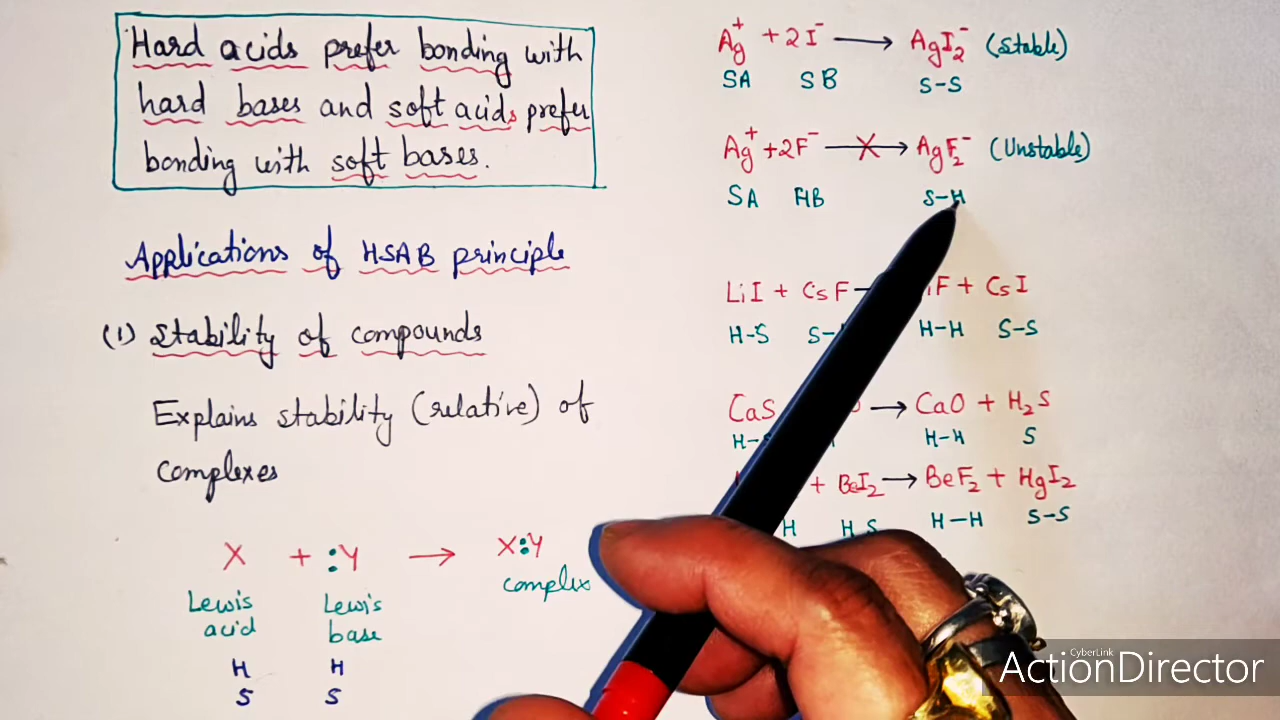 Hard acids prefer bonding with
hard bases and soft acids prefer
bonding with soft bases.
Applications of HSAB principle
(1) Stability of compounds
Explains stability (relative) of
complexes
X + :Y → X:Y
complex
Lewis acid
Lewis base
H H
S S
Ag⁺ + 2I⁻ → AgI₂⁻ (Stable)
SA SB S-S
Ag⁺ + 2F⁻ → AgF₂⁻ (Unstable)
SA HB S-H
LiI + CsF F + CsI
H-S S- H-H S-S
CaS → CaO + H₂S
H- H-H S
+ BeI₂ → BeF₂ + HgI₂
H H S H-H S-S
CyberLink
ActionDirector